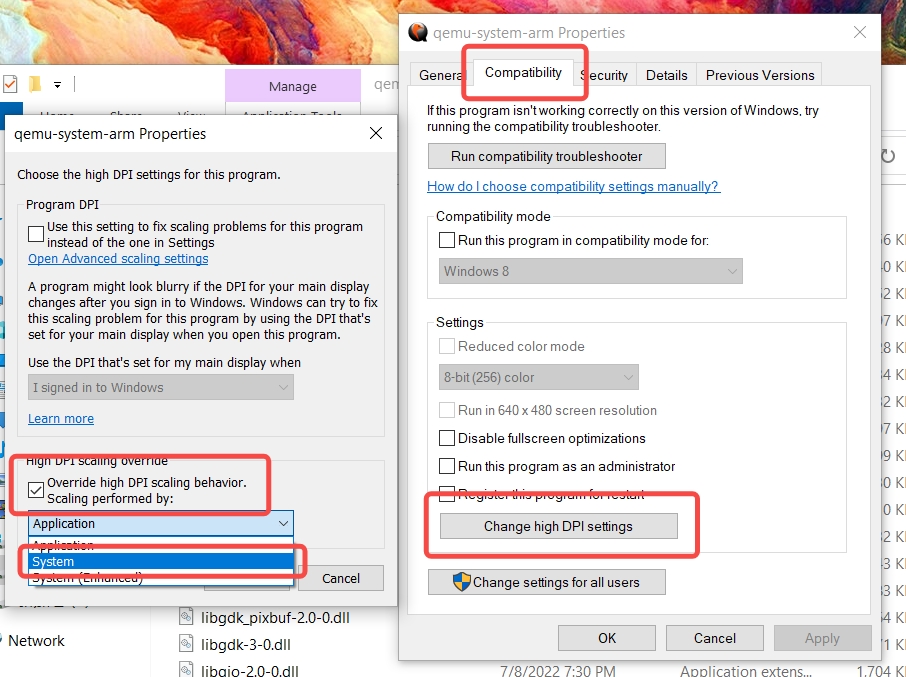 Manage
qem
Home
Share
View
Application Tools
qemu-system-arm Properties
Choose the high DPI settings for this program.
Program DPI
Use this setting to fix scaling problems for this program
instead of the one in Settings
Open Advanced scaling settings
A program might look blurry if the DPI for your main display
changes after you sign in to Windows. Windows can try to fix
this scaling problem for this program by using the DPI that's
set for your main display when you open this program.
Use the DPI that's set for my main display when
I signed in to Windows
Learn more
High DPI scaling override
Override high DPI scaling behavior.
Scaling performed by:
Application
Application
System
System (Enhanced)
Cancel
Network
qemu-system-arm Properties
General
Compatibility
Security
Details
Previous Versions
If this program isn't working correctly on this version of Windows, try
running the compatibility troubleshooter.
Run compatibility troubleshooter
How do I choose compatibility settings manually?
Compatibility mode
Run this program in compatibility mode for:
Windows 8
Settings
Reduced color mode
8-bit (256) color
Run in 640 x 480 screen resolution
Disable fullscreen optimizations
Run this program as an administrator
Register this program for restart
Change high DPI settings
Change settings for all users
OK
Cancel
Apply
libgdk_pixbuf-2.0-0.dll
libgdk-3-0.dll
libgio-2.0-0.dll
7/8/2022 7:30 PM
Application extens...
1,704 K